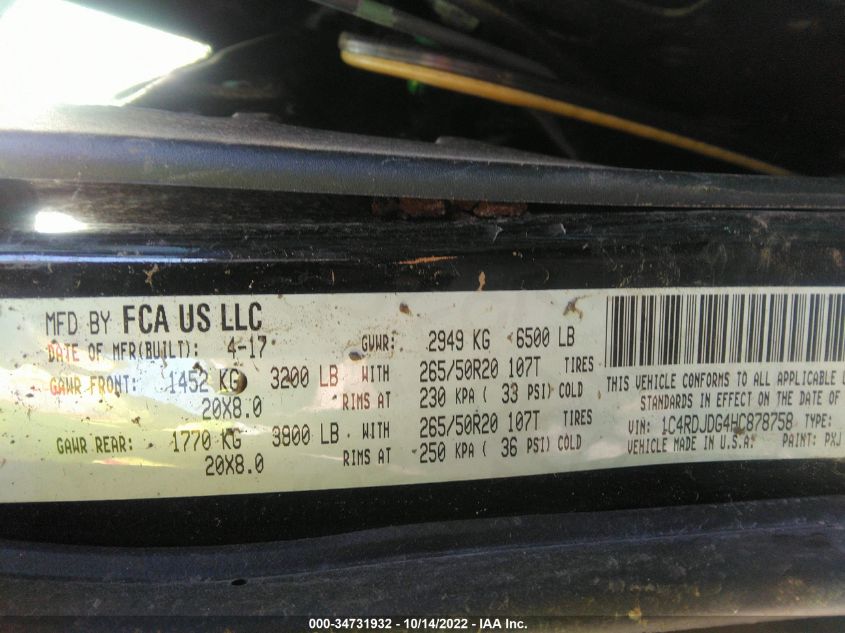 MFD BY FCA US LLC
DATE OF MFR(BUILT): 4-17 GVWR: 2949 KG 6500 LB
GAWR FRONT: 1452 KG 3200 LB WITH 265/50R20 107T TIRES
20X8.0 RIMS AT 230 KPA ( 33 PSI) COLD
GAWR REAR: 1770 KG 3900 LB WITH 265/50R20 107T TIRES
20X8.0 RIMS AT 250 KPA ( 36 PSI) COLD
THIS VEHICLE CONFORMS TO ALL APPLICABLE
STANDARDS IN EFFECT ON THE DATE OF
VIN: 1C4RDJDG4HC878758 TYPE:
VEHICLE MADE IN U.S.A. PAINT: PXJ
000-34731932 - 10/14/2022 - IAA Inc.